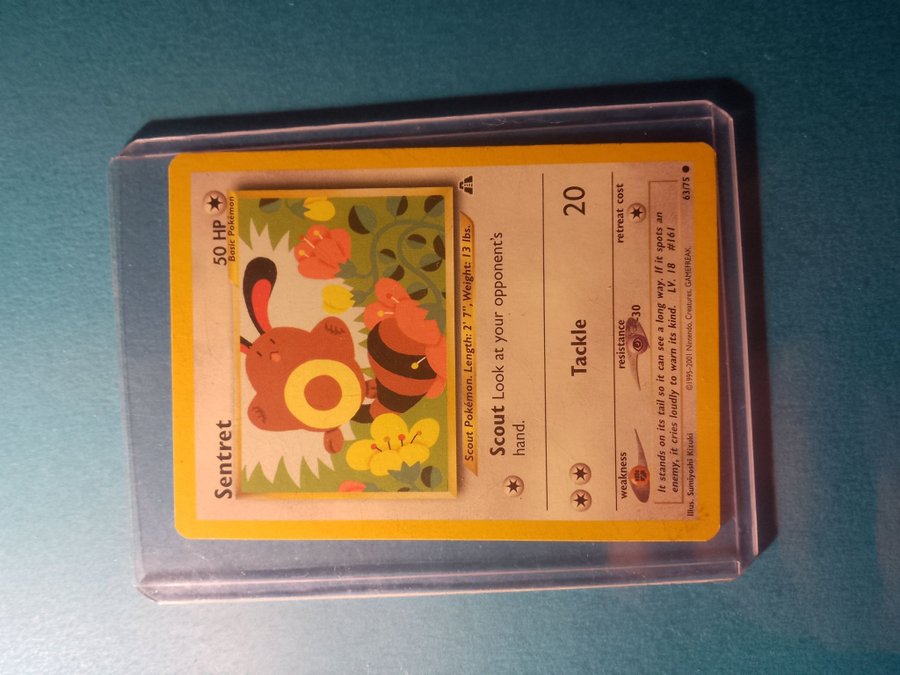 Basic Pokémon
Sentret 50 HP
Scout Pokémon. Length: 2' 7", Weight: 13 lbs.
Scout Look at your opponent's
hand.
Tackle 20
weakness resistance retreat cost
-30
It stands on its tail so it can see a long way. If it spots an
enemy, it cries loudly to warn its kind. LV. 18 #161
Illus. Sumiyoshi Kizuki ©1995-2001 Nintendo, Creatures, GAMEFREAK. 63/75